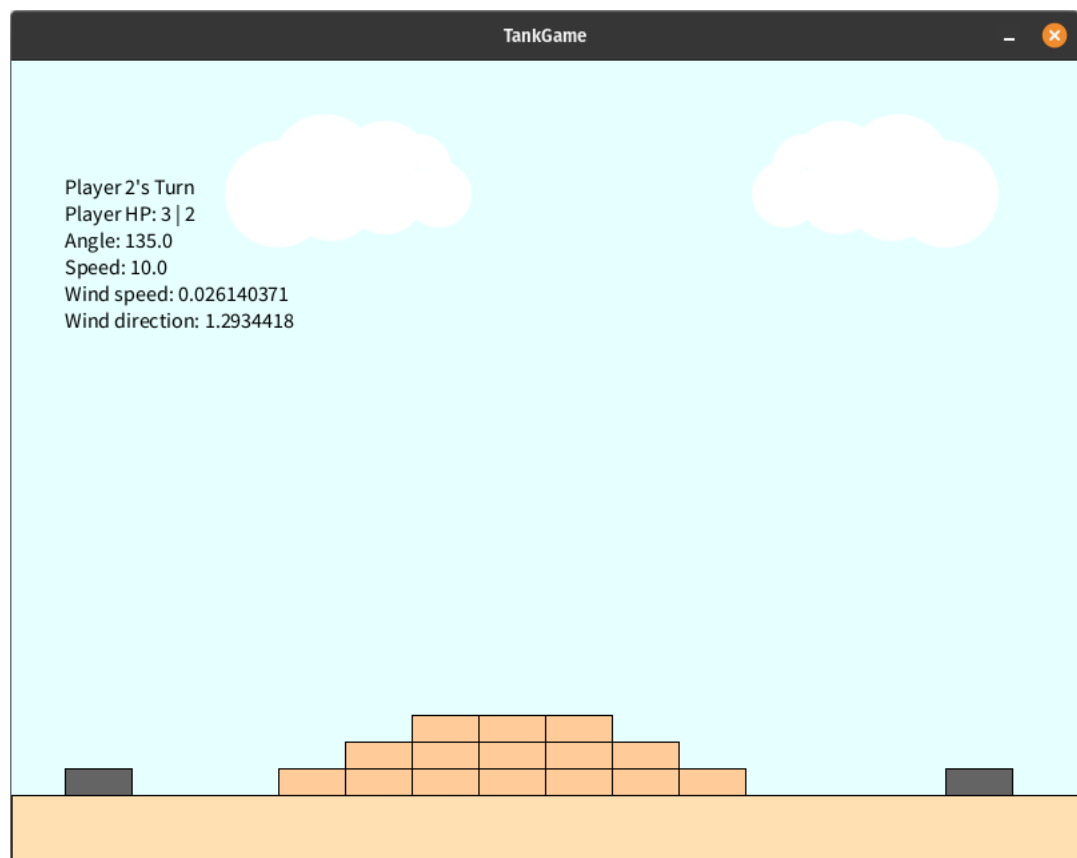 TankGame
Player 2's Turn
Player HP: 3 | 2
Angle: 135.0
Speed: 10.0
Wind speed: 0.026140371
Wind direction: 1.2934418